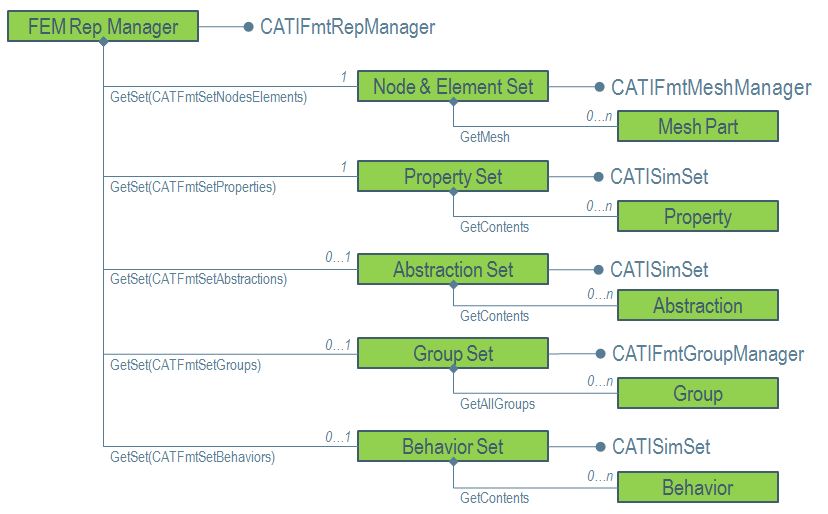 FEM Rep Manager
CATIFmtRepManager
1
GetSet(CATFmtSetNodesElements)
Node & Element Set
CATIFmtMeshManager
GetMesh
0...n
Mesh Part
1
GetSet(CATFmtSetProperties)
Property Set
CATISimSet
GetContents
0...n
Property
0...1
GetSet(CATFmtSetAbstractions)
Abstraction Set
CATISimSet
GetContents
0...n
Abstraction
0...1
GetSet(CATFmtSetGroups)
Group Set
CATIFmtGroupManager
GetAllGroups
0...n
Group
0...1
GetSet(CATFmtSetBehaviors)
Behavior Set
CATISimSet
GetContents
0...n
Behavior